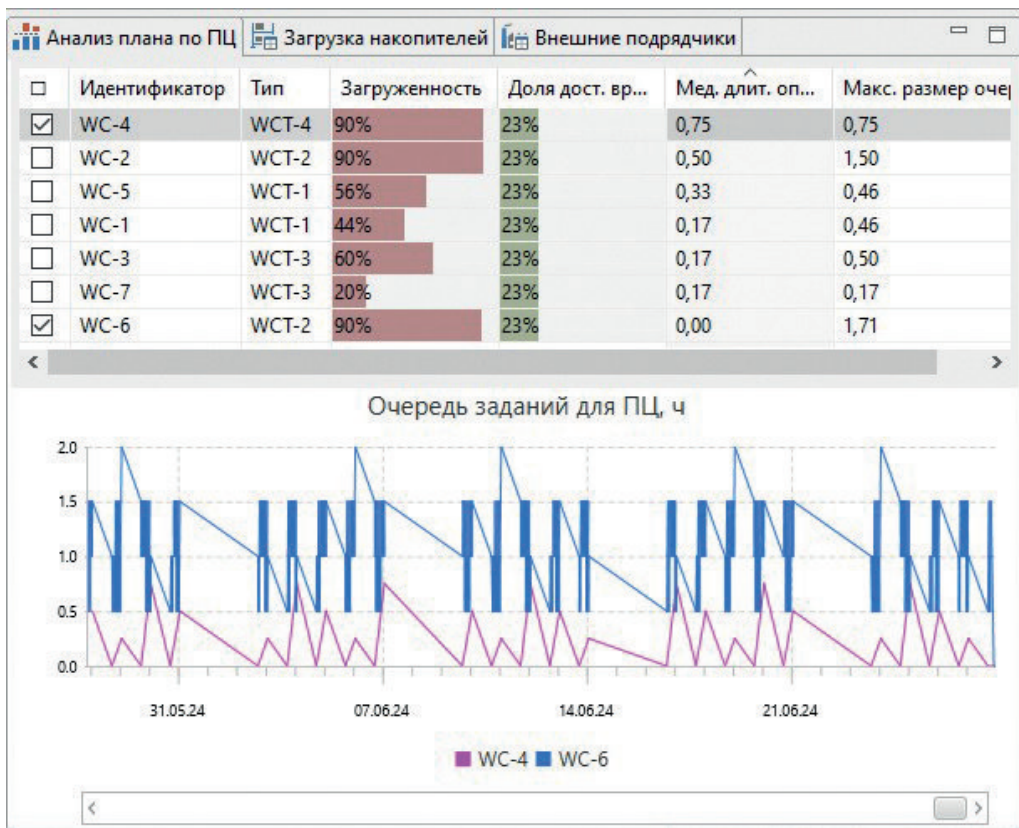 Анализ плана по ПЦ Загрузка накопителей Внешние подрядчики
Идентификатор Тип Загруженность Доля дост. вр... Мед. длит. оп... Макс. размер оче
WC-4 WCT-4 90% 23% 0,75 0,75
WC-2 WCT-2 90% 23% 0,50 1,50
WC-5 WCT-1 56% 23% 0,33 0,46
WC-1 WCT-1 44% 23% 0,17 0,46
WC-3 WCT-3 60% 23% 0,17 0,50
WC-7 WCT-3 20% 23% 0,17 0,17
WC-6 WCT-2 90% 23% 0,00 1,71
Очередь заданий для ПЦ, ч
2.0
1.5
1.0
0.5
0.0
31.05.24 07.06.24 14.06.24 21.06.24
WC-4 WC-6